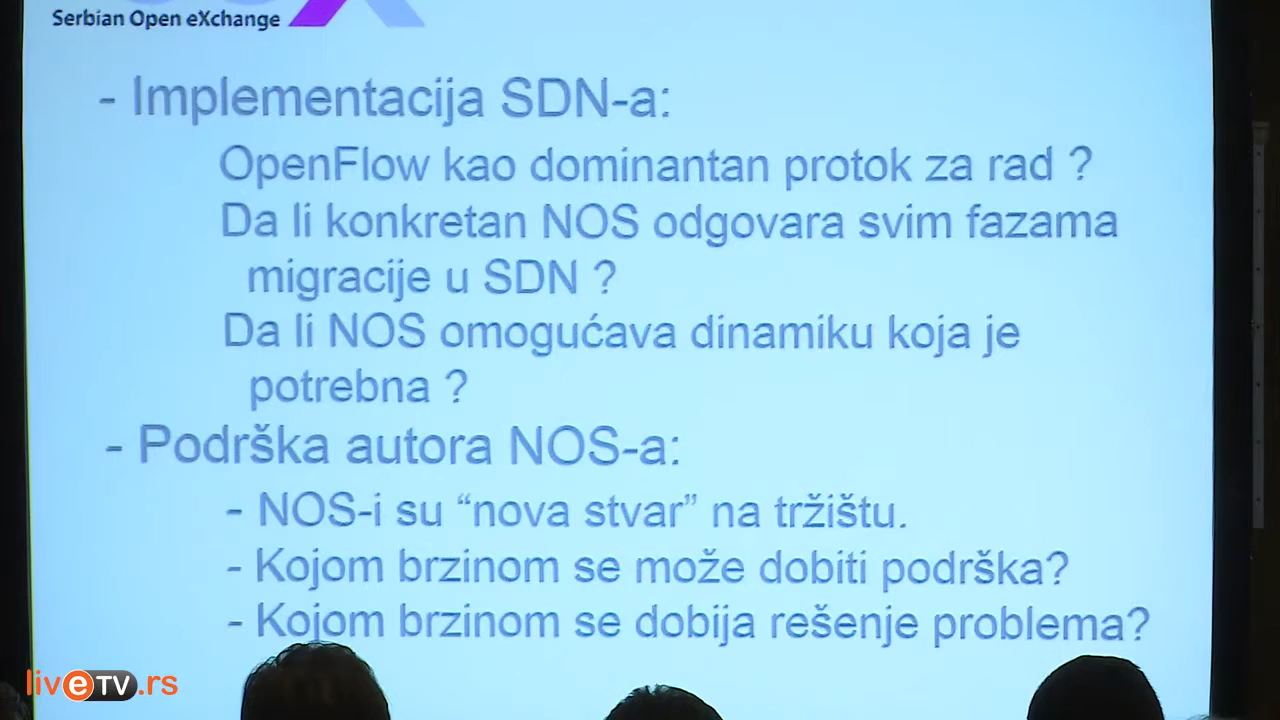 Serbian Open eXchange
- Implementacija SDN-a:
OpenFlow kao dominantan protok za rad ?
Da li konkretan NOS odgovara svim fazama
migracije u SDN ?
Da li NOS omogućava dinamiku koja je
potrebna ?
- Podrška autora NOS-a:
- NOS-i su “nova stvar” na tržištu.
- Kojom brzinom se može dobiti podrška?
- Kojom brzinom se dobija rešenje problema?
liveTV.rs